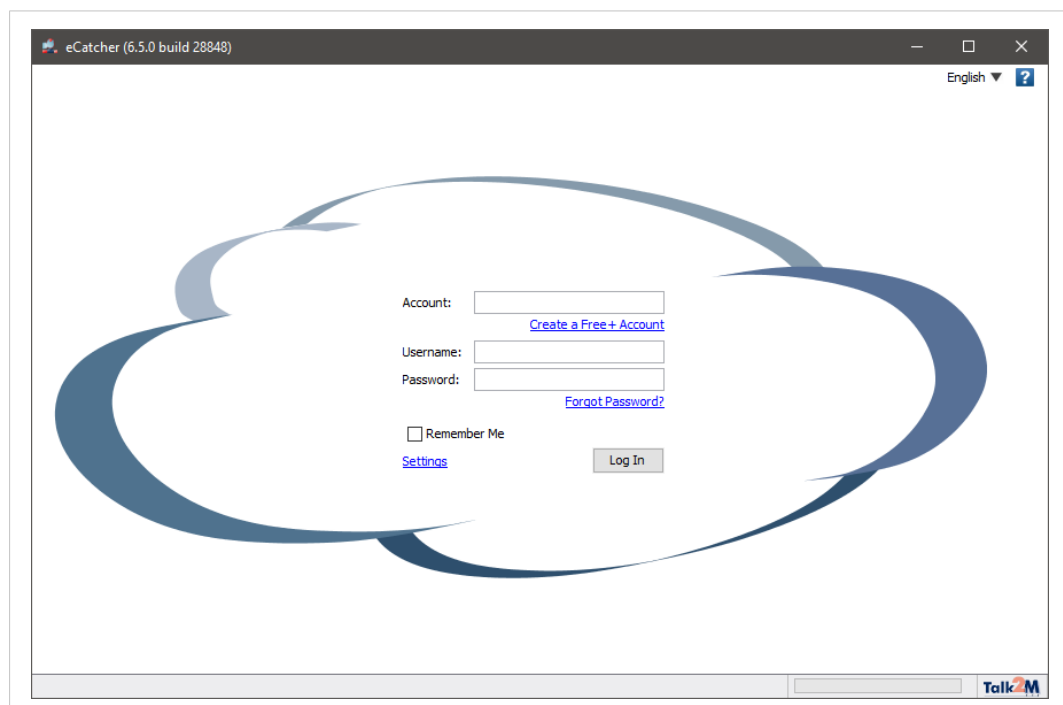 eCatcher (6.5.0 build 28848)
English ?
Account:
Create a Free+ Account
Username:
Password:
Forgot Password?
Remember Me
Settings Log In
Talk2M